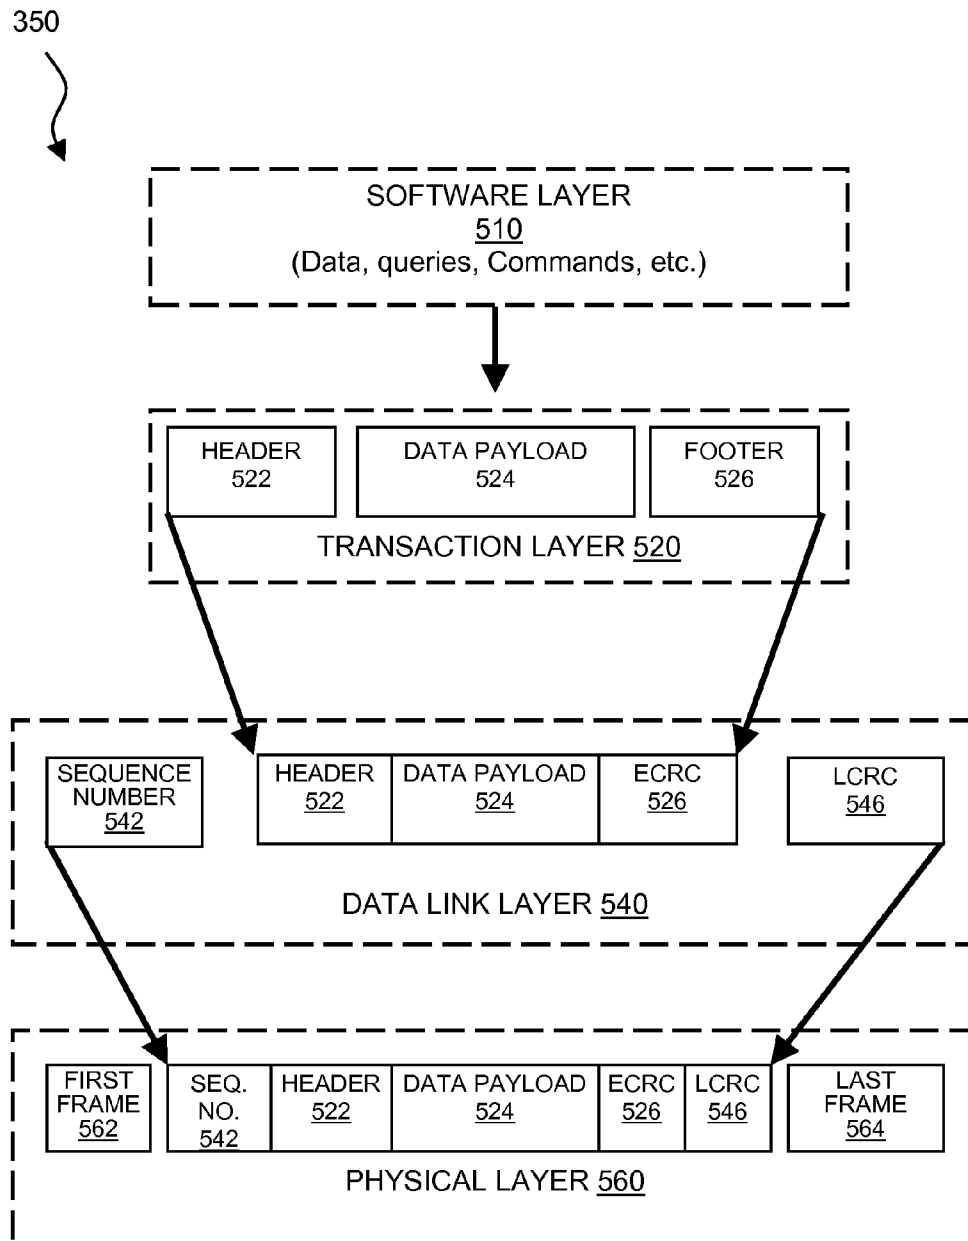 350
SOFTWARE LAYER
510
(Data, queries, Commands, etc.)
HEADER
522
DATA PAYLOAD
524
FOOTER
526
TRANSACTION LAYER 520
SEQUENCE
NUMBER
542
HEADER
522
DATA PAYLOAD
524
ECRC
526
LCRC
546
DATA LINK LAYER 540
FIRST
FRAME
562
SEQ.
NO.
542
HEADER
522
DATA PAYLOAD
524
ECRC
526
LCRC
546
LAST
FRAME
564
PHYSICAL LAYER 560